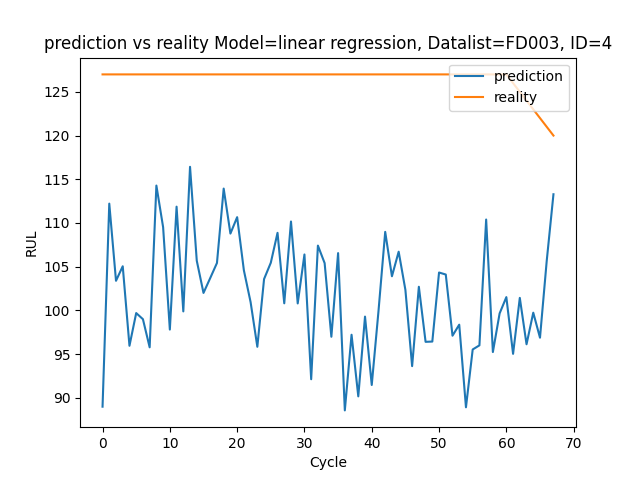 prediction vs reality Model=linear regression, Datalist=FD003, ID=4
prediction
reality
125
120
115
110
105
100
95
90
RUL
0 10 20 30 40 50 60 70
Cycle